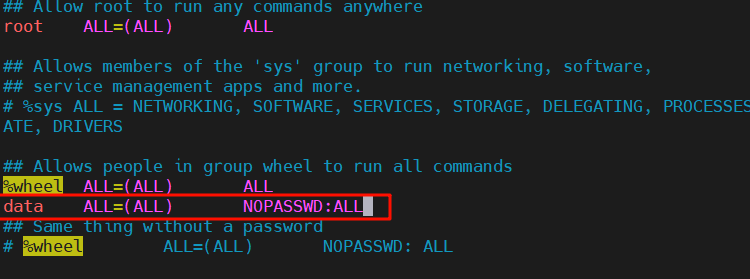 ## Allow root to run any commands anywhere
root    ALL=(ALL)       ALL
## Allows members of the 'sys' group to run networking, software,
## service management apps and more.
# %sys ALL = NETWORKING, SOFTWARE, SERVICES, STORAGE, DELEGATING, PROCESSES
ATE, DRIVERS
## Allows people in group wheel to run all commands
%wheel  ALL=(ALL)       ALL
data    ALL=(ALL)       NOPASSWD:ALL
## Same thing without a password
# %wheel        ALL=(ALL)       NOPASSWD: ALL